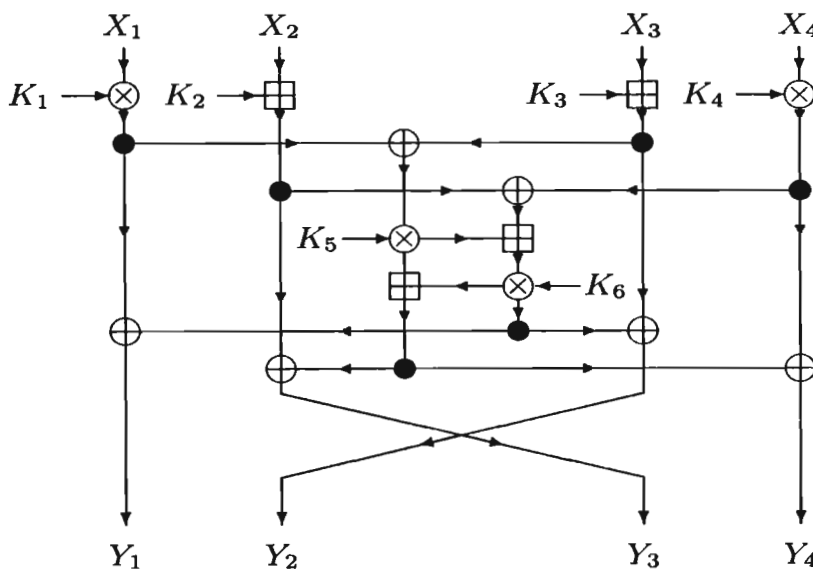 X₁ X₂ X₃ X₄
K₁ K₂ K₃ K₄
K₅
K₆
Y₁ Y₂ Y₃ Y₄